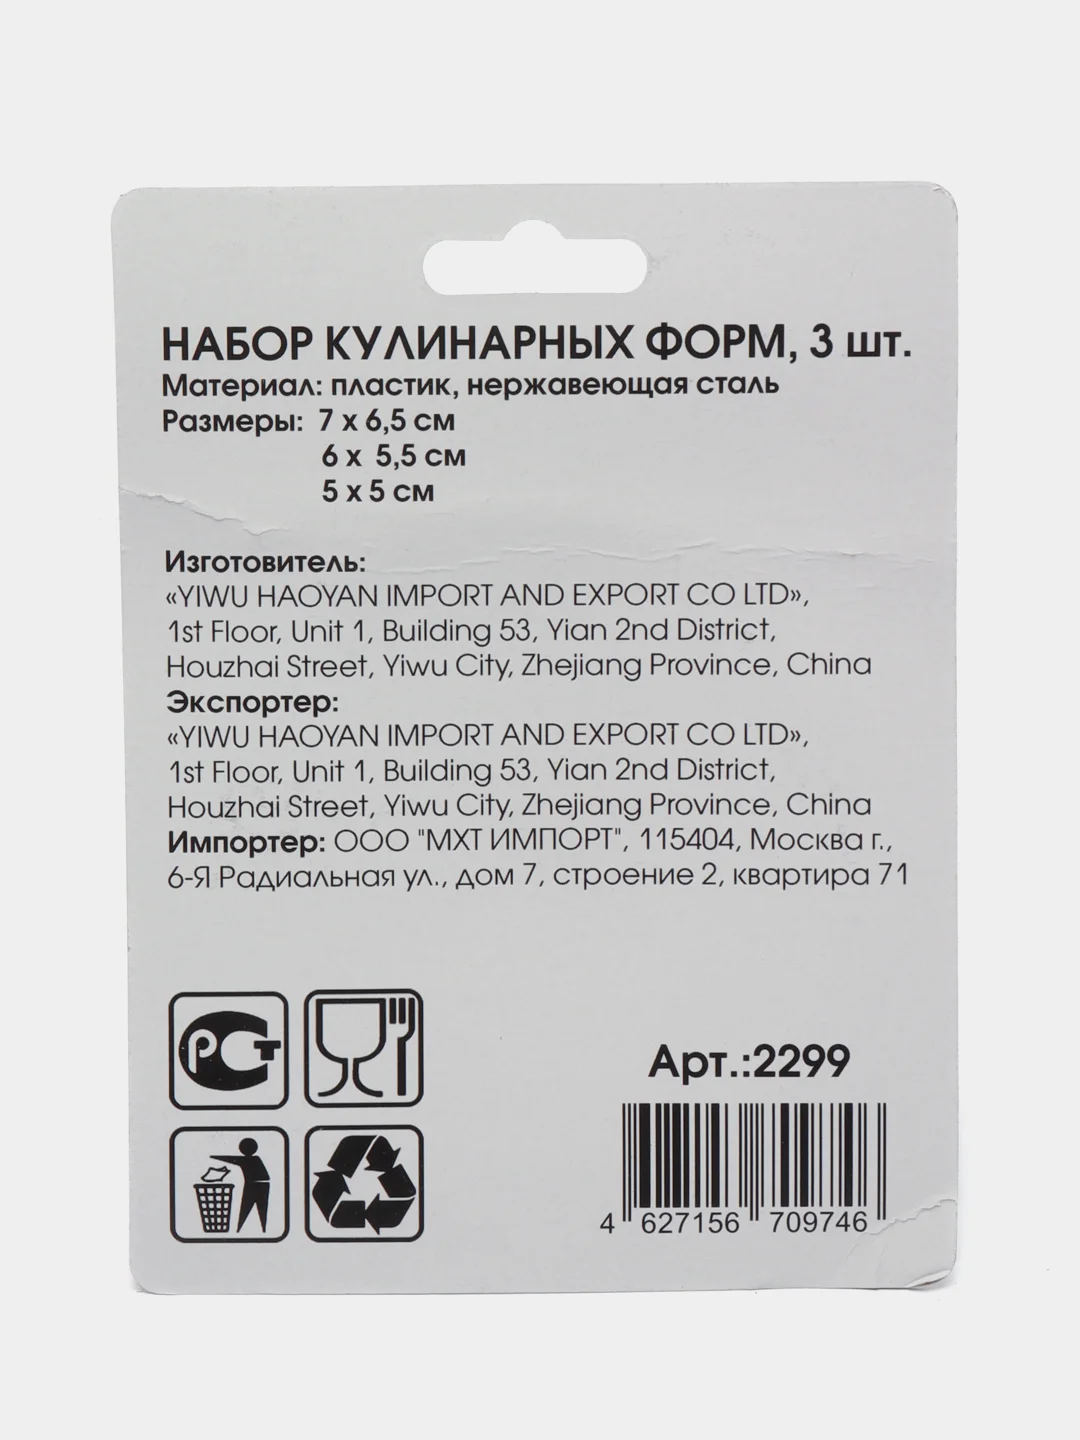 НАБОР КУЛИНАРНЫХ ФОРМ, 3 шт.
Материал: пластик, нержавеющая сталь
Размеры: 7 х 6,5 см
6 х 5,5 см
5 х 5 см
Изготовитель:
«YIWU HAOYAN IMPORT AND EXPORT CO LTD»,
1st Floor, Unit 1, Building 53, Yian 2nd District,
Houzhai Street, Yiwu City, Zhejiang Province, China
Экспортер:
«YIWU HAOYAN IMPORT AND EXPORT CO LTD»,
1st Floor, Unit 1, Building 53, Yian 2nd District,
Houzhai Street, Yiwu City, Zhejiang Province, China
Импортер: ООО "МХТ ИМПОРТ", 115404, Москва г.,
6-Я Радиальная ул., дом 7, строение 2, квартира 71
РСТ
Арт.:2299
4 627156 709746